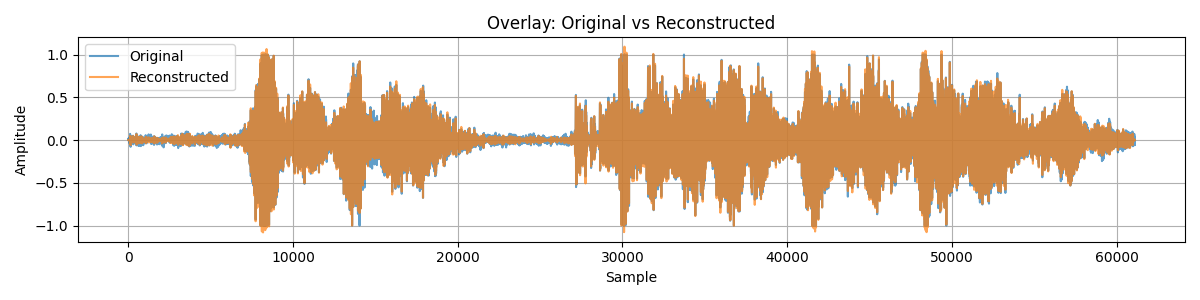 Overlay: Original vs Reconstructed
Original
Reconstructed
Amplitude
1.0
0.5
0.0
−0.5
−1.0
0 10000 20000 30000 40000 50000 60000
Sample